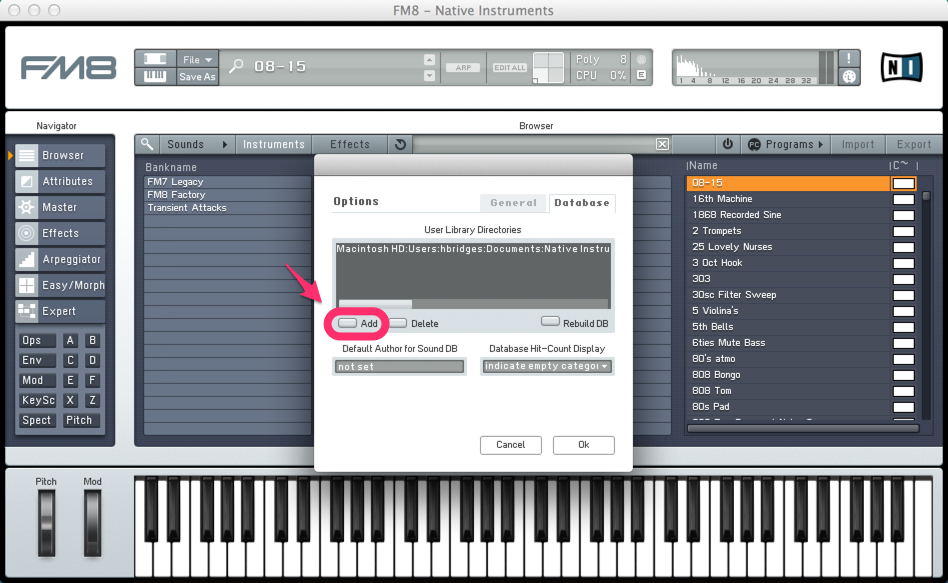 FM8 – Native Instruments
FM8
File
Save As
08-15
ARP
EDIT ALL
Poly 8
CPU 0%
E
1 4 8 12 16 20 24 28 32
!
NI
Navigator
Browser
Attributes
Master
Effects
Arpeggiator
Easy/Morph
Expert
Ops A B
Env C D
Mod E F
KeySc X Z
Spect Pitch
Browser
Sounds Instruments Effects
PC Programs Import Export
Bankname
FM7 Legacy
FM8 Factory
Transient Attacks
Options
General Database
User Library Directories
Macintosh HD:Users:hbridges:Documents:Native Instru
Add Delete Rebuild DB
Default Author for Sound DB
not set
Database Hit-Count Display
indicate empty categor
Cancel Ok
Name C
08-15
16th Machine
1868 Recorded Sine
2 Trompets
25 Lovely Nurses
3 Oct Hook
303
30sc Filter Sweep
5 Violina's
5th Bells
6ties Mute Bass
80's atmo
808 Bongo
808 Tom
80s Pad
Pitch Mod